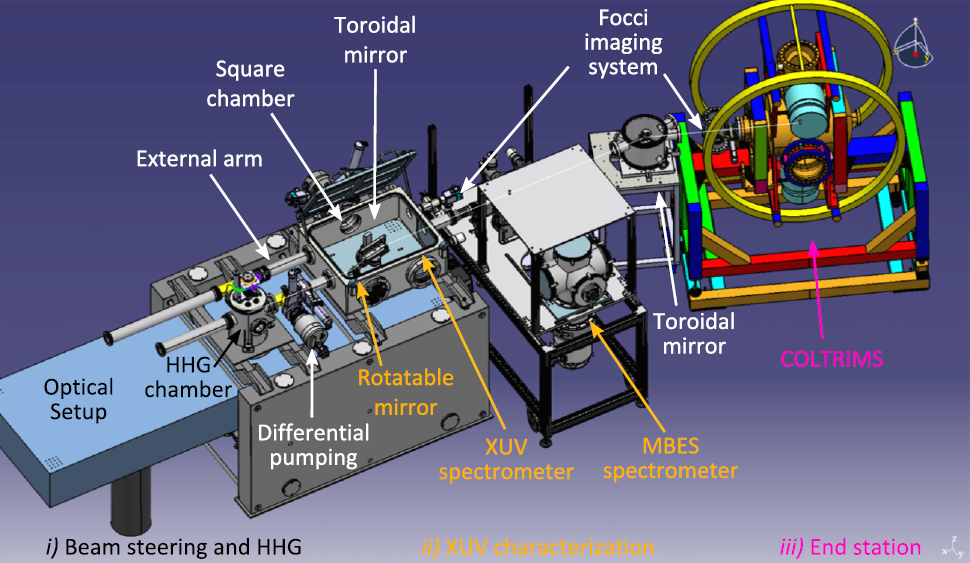 Toroidal
mirror
Focci
imaging
system
Square
chamber
External arm
HHG
chamber
Optical
Setup
Rotatable
mirror
Differential
pumping
XUV
spectrometer
MBES
spectrometer
Toroidal
mirror
COLTRIMS
i) Beam steering and HHG
ii) XUV characterization
iii) End station
z
x
y